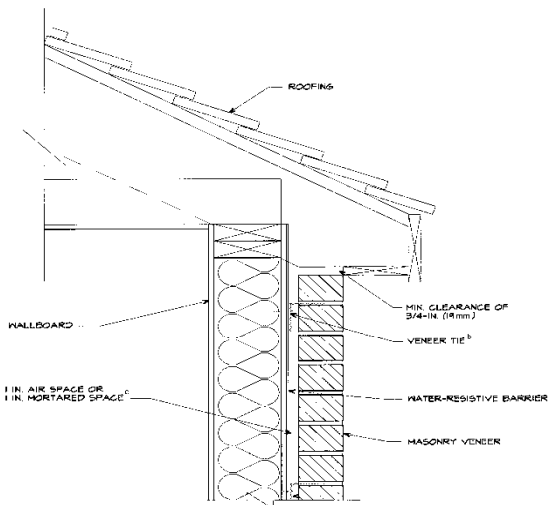 ROOFING
MIN. CLEARANCE OF
3/4-IN. (19mm)
WALLBOARD
VENEER TIE b
1 IN. AIR SPACE OR
1 IN. MORTARED SPACE c
WATER-RESISTIVE BARRIER
MASONRY VENEER